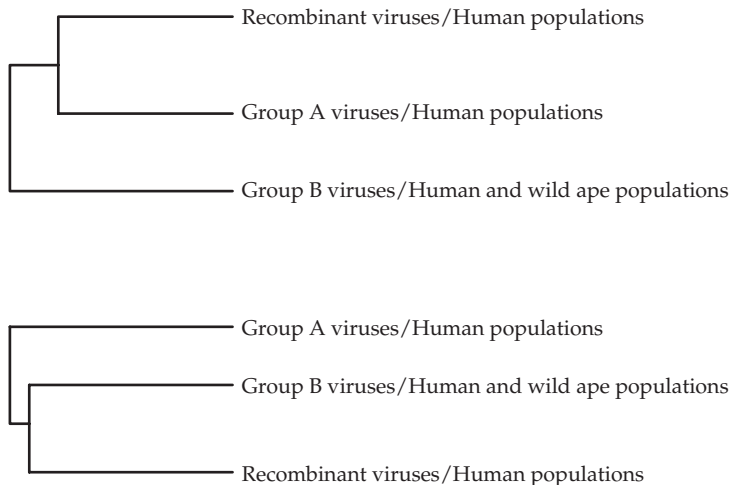 Recombinant viruses/Human populations
Group A viruses/Human populations
Group B viruses/Human and wild ape populations
Group A viruses/Human populations
Group B viruses/Human and wild ape populations
Recombinant viruses/Human populations